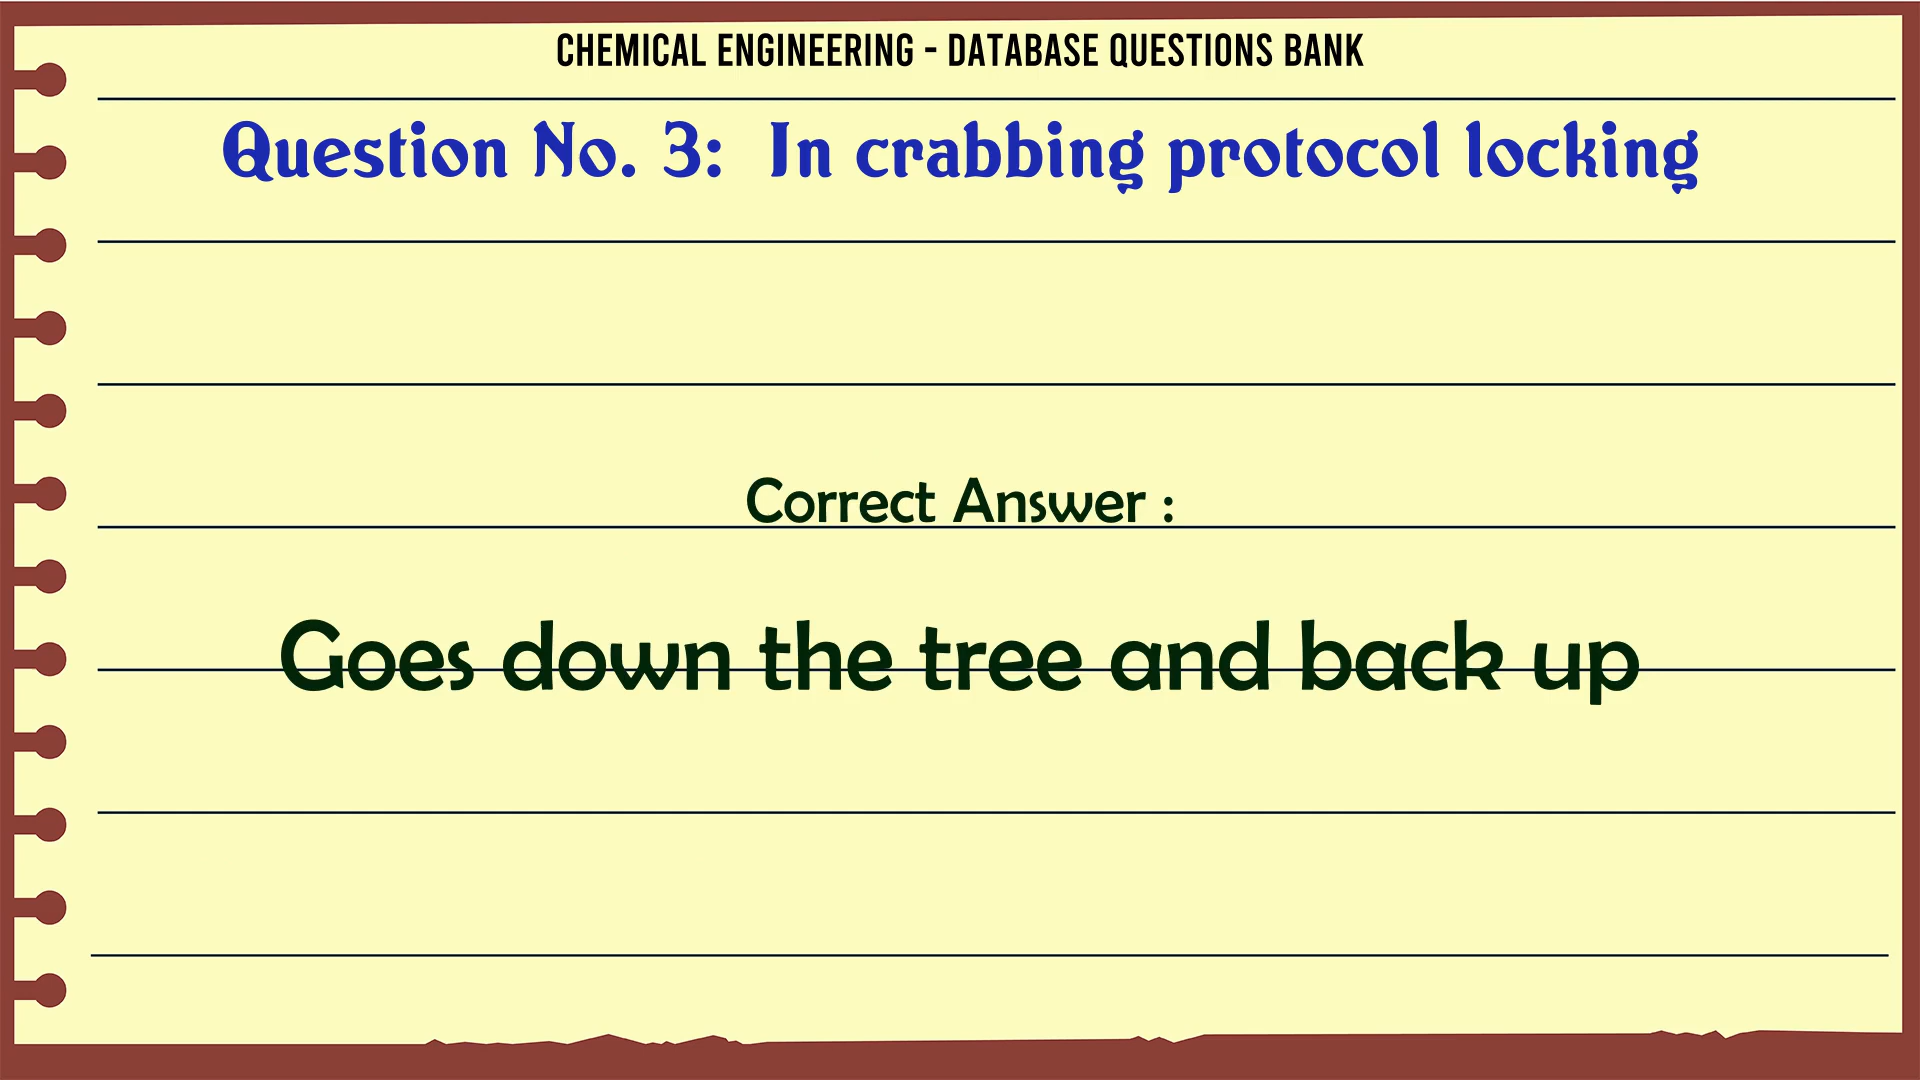 CHEMICAL ENGINEERING - DATABASE QUESTIONS BANK
Question No. 3: In crabbing protocol locking
Correct Answer :
Goes down the tree and back up